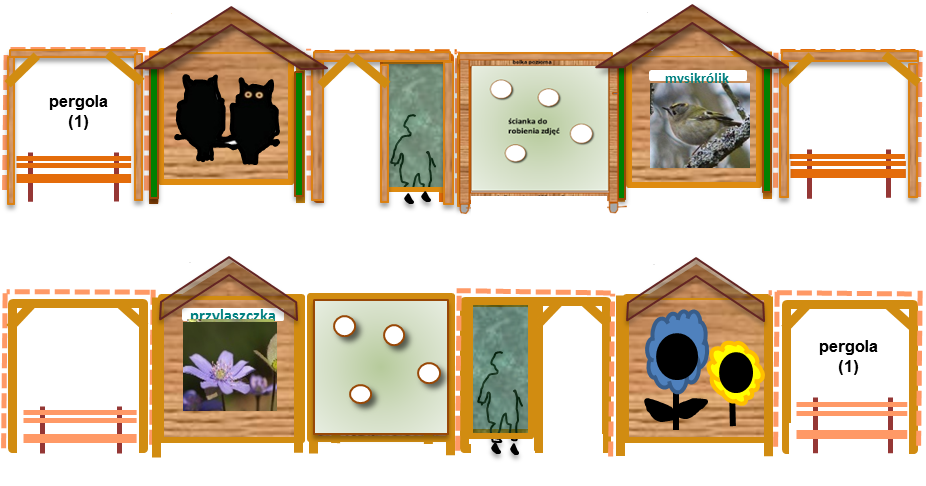 belka pozioma
mysikrólik
pergola
(1)
ścianka do
robienia zdjęć
przylaszczka
pergola
(1)